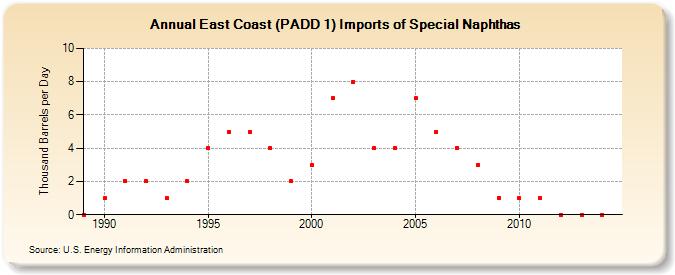 Annual East Coast (PADD 1) Imports of Special Naphthas
Thousand Barrels per Day
10
8
6
4
2
0
1990 1995 2000 2005 2010
Source: U.S. Energy Information Administration